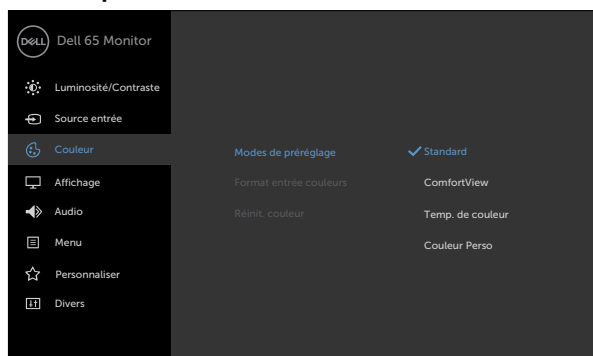 DELL
Dell 65 Monitor
Luminosité/Contraste
Source entrée
Couleur
Modes de préréglage
Standard
Affichage
Format entrée couleurs
ComfortView
Audio
Réinit. couleur
Temp. de couleur
Menu
Couleur Perso
Personnaliser
Divers